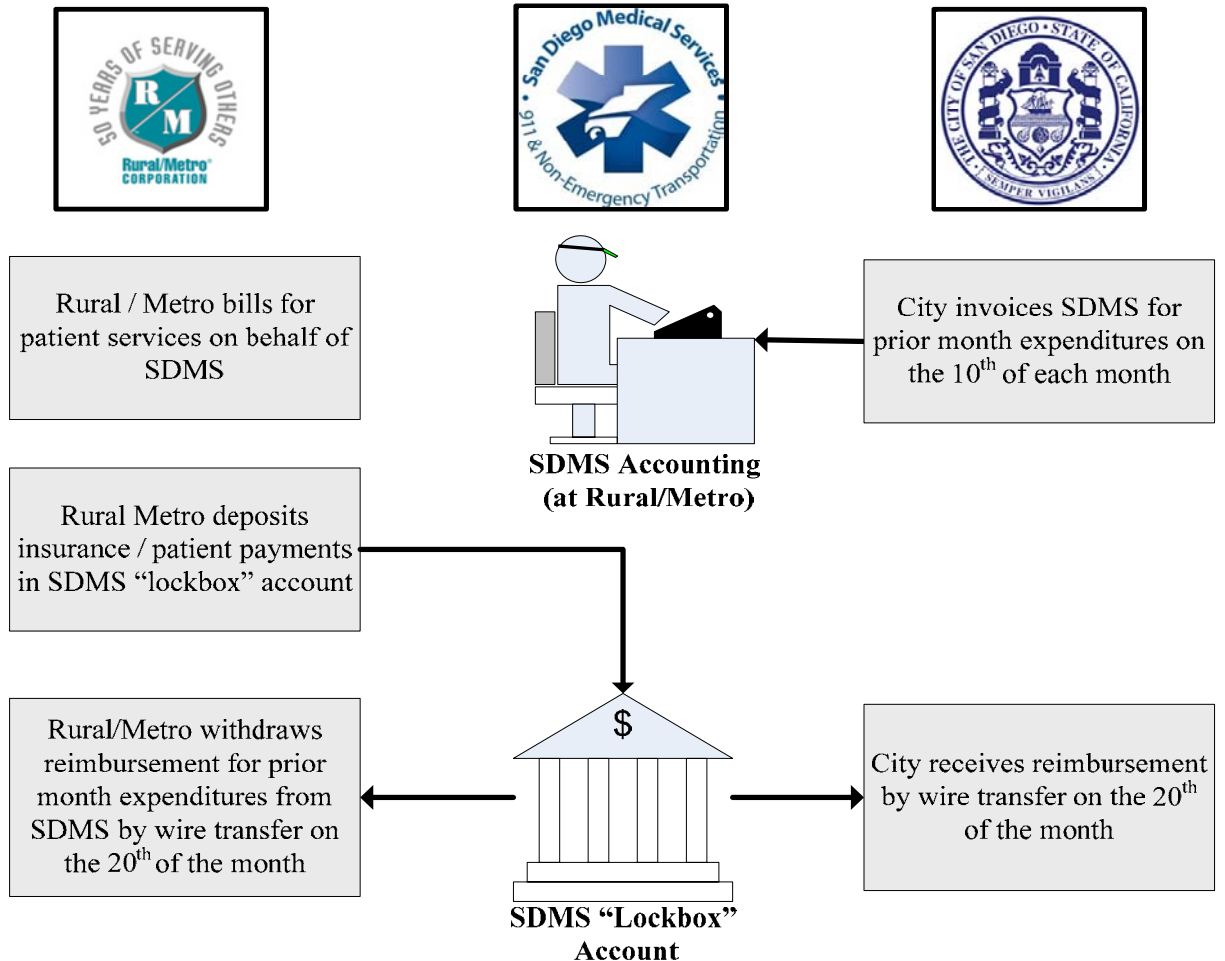 50 YEARS OF SERVING OTHERS
R
M
Rural/Metro®
CORPORATION
· San Diego Medical Services ·
911 & Non-Emergency Transportation
THE CITY OF SAN DIEGO · STATE OF CALIFORNIA
SEMPER VIGILANS
Rural / Metro bills for
patient services on behalf of
SDMS
City invoices SDMS for
prior month expenditures on
the 10th of each month
SDMS Accounting
(at Rural/Metro)
Rural Metro deposits
insurance / patient payments
in SDMS “lockbox” account
Rural/Metro withdraws
reimbursement for prior
month expenditures from
SDMS by wire transfer on
the 20th of the month
$
City receives reimbursement
by wire transfer on the 20th
of the month
SDMS “Lockbox”
Account